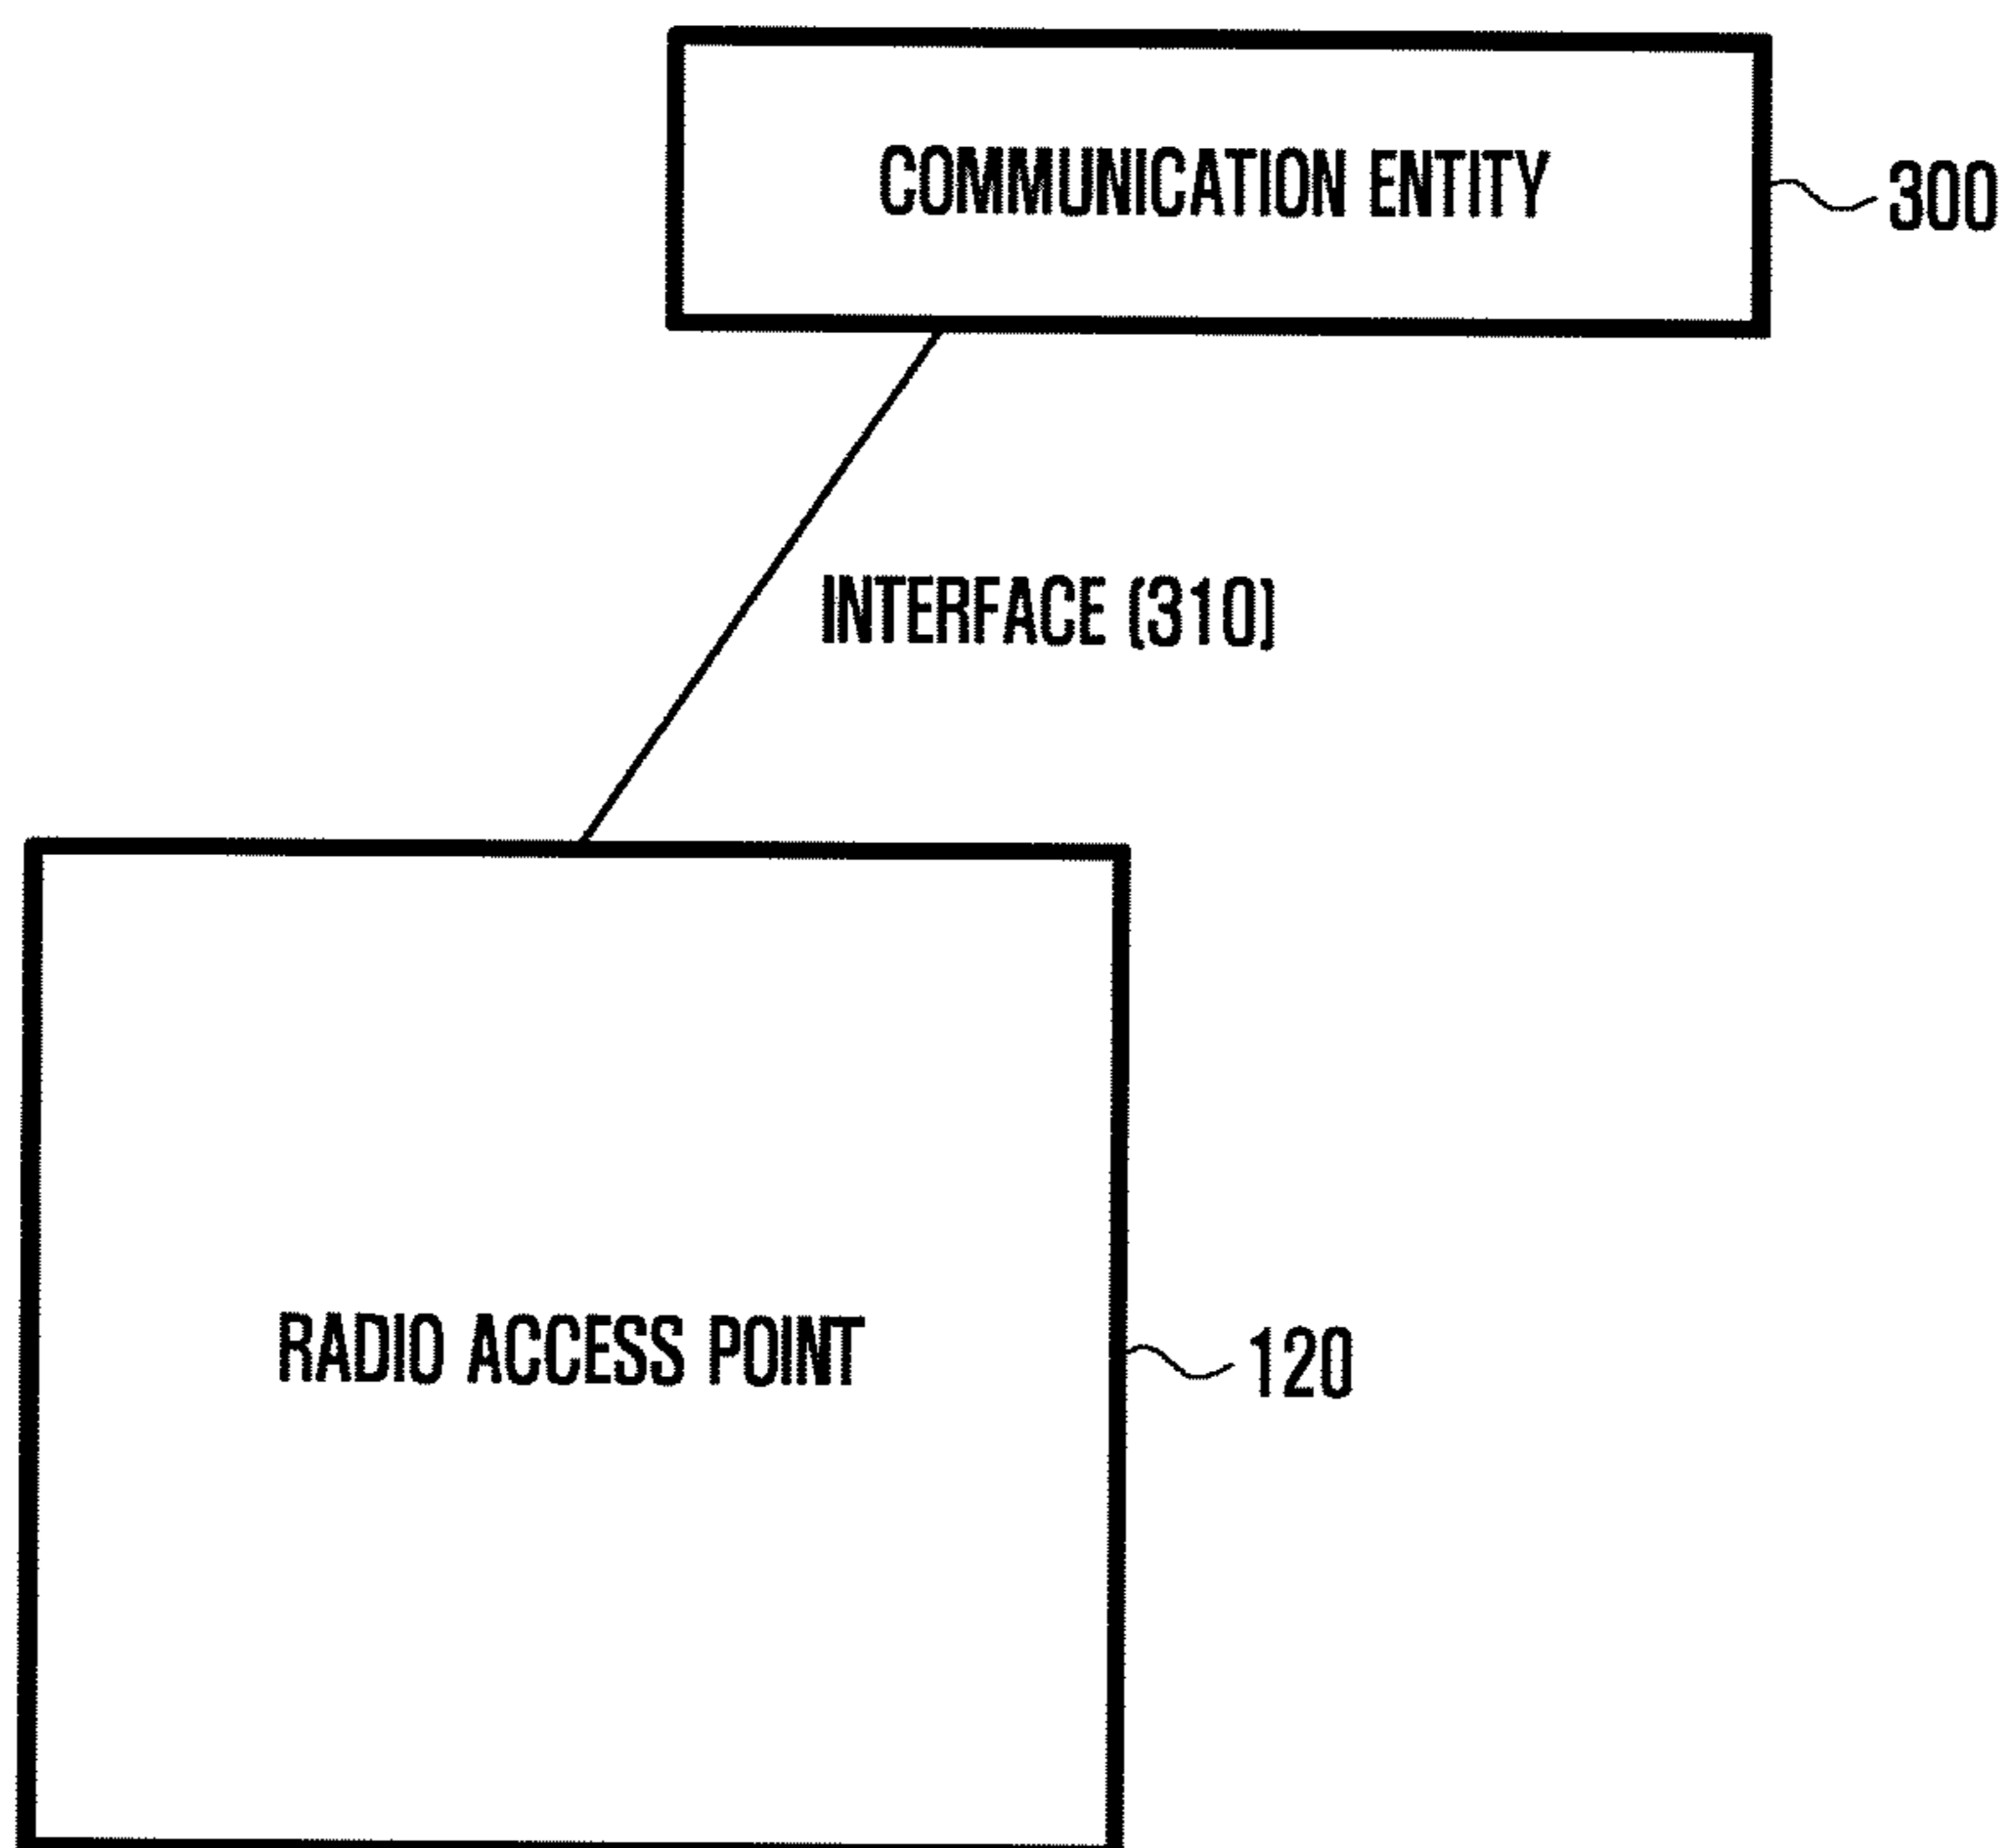 COMMUNICATION ENTITY
300
INTERFACE (310)
RADIO ACCESS POINT
120